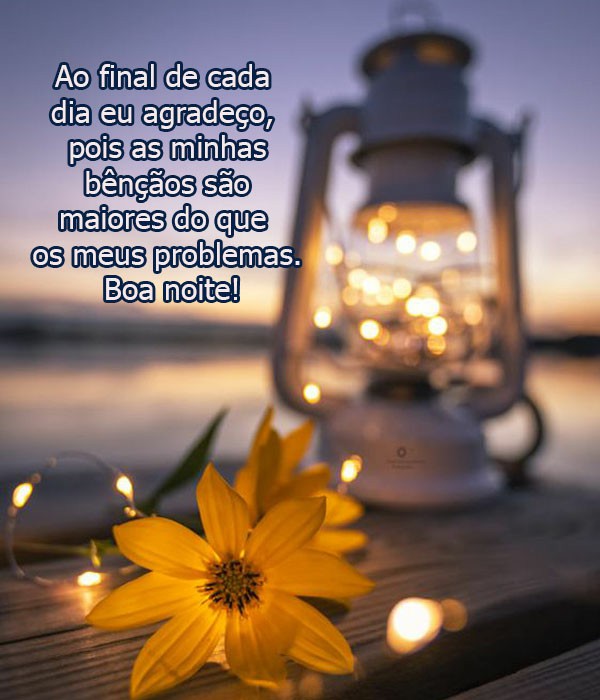 Ao final de cada
dia eu agradeço,
pois as minhas
bênçãos são
maiores do que
os meus problemas.
Boa noite!